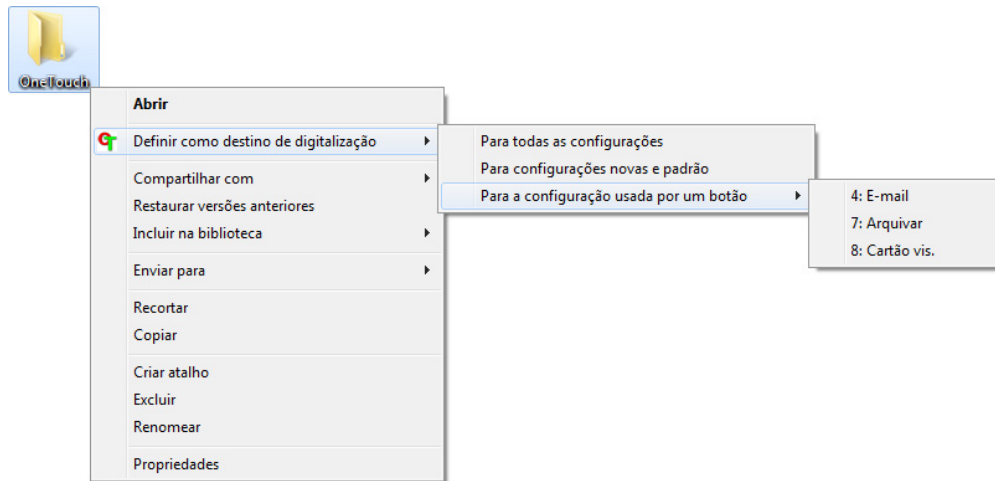 OneTouch
Abrir
Definir como destino de digitalização
Compartilhar com
Restaurar versões anteriores
Incluir na biblioteca
Enviar para
Recortar
Copiar
Criar atalho
Excluir
Renomear
Propriedades
Para todas as configurações
Para configurações novas e padrão
Para a configuração usada por um botão
4: E-mail
7: Arquivar
8: Cartão vis.